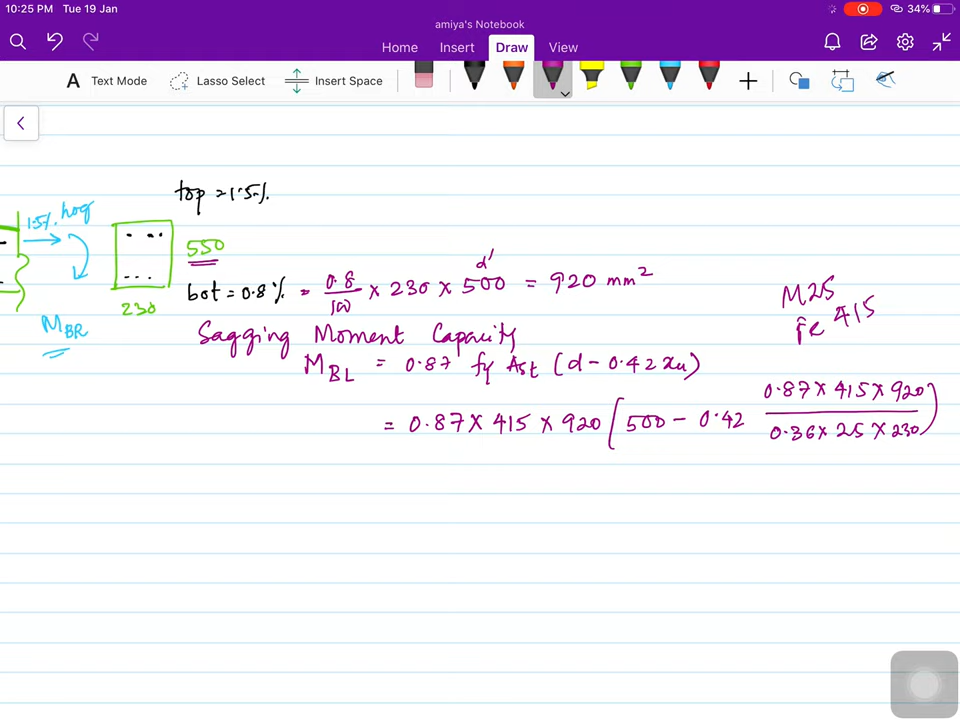 10:25 PM Tue 19 Jan
34%
amiya's Notebook
Home Insert Draw View
Text Mode Lasso Select Insert Space
top = 1.5%.
1.5%. hog
550
bot = 0.8% = 0.8/100 × 230 × 500 = 920 mm²
d'
230
M25
fe 415
MBR
Sagging Moment Capacity
MBL = 0.87 fy Ast (d - 0.42 xu)
= 0.87 × 415 × 920 (500 - 0.42 0.87 × 415 × 920 / 0.36 × 25 × 230)